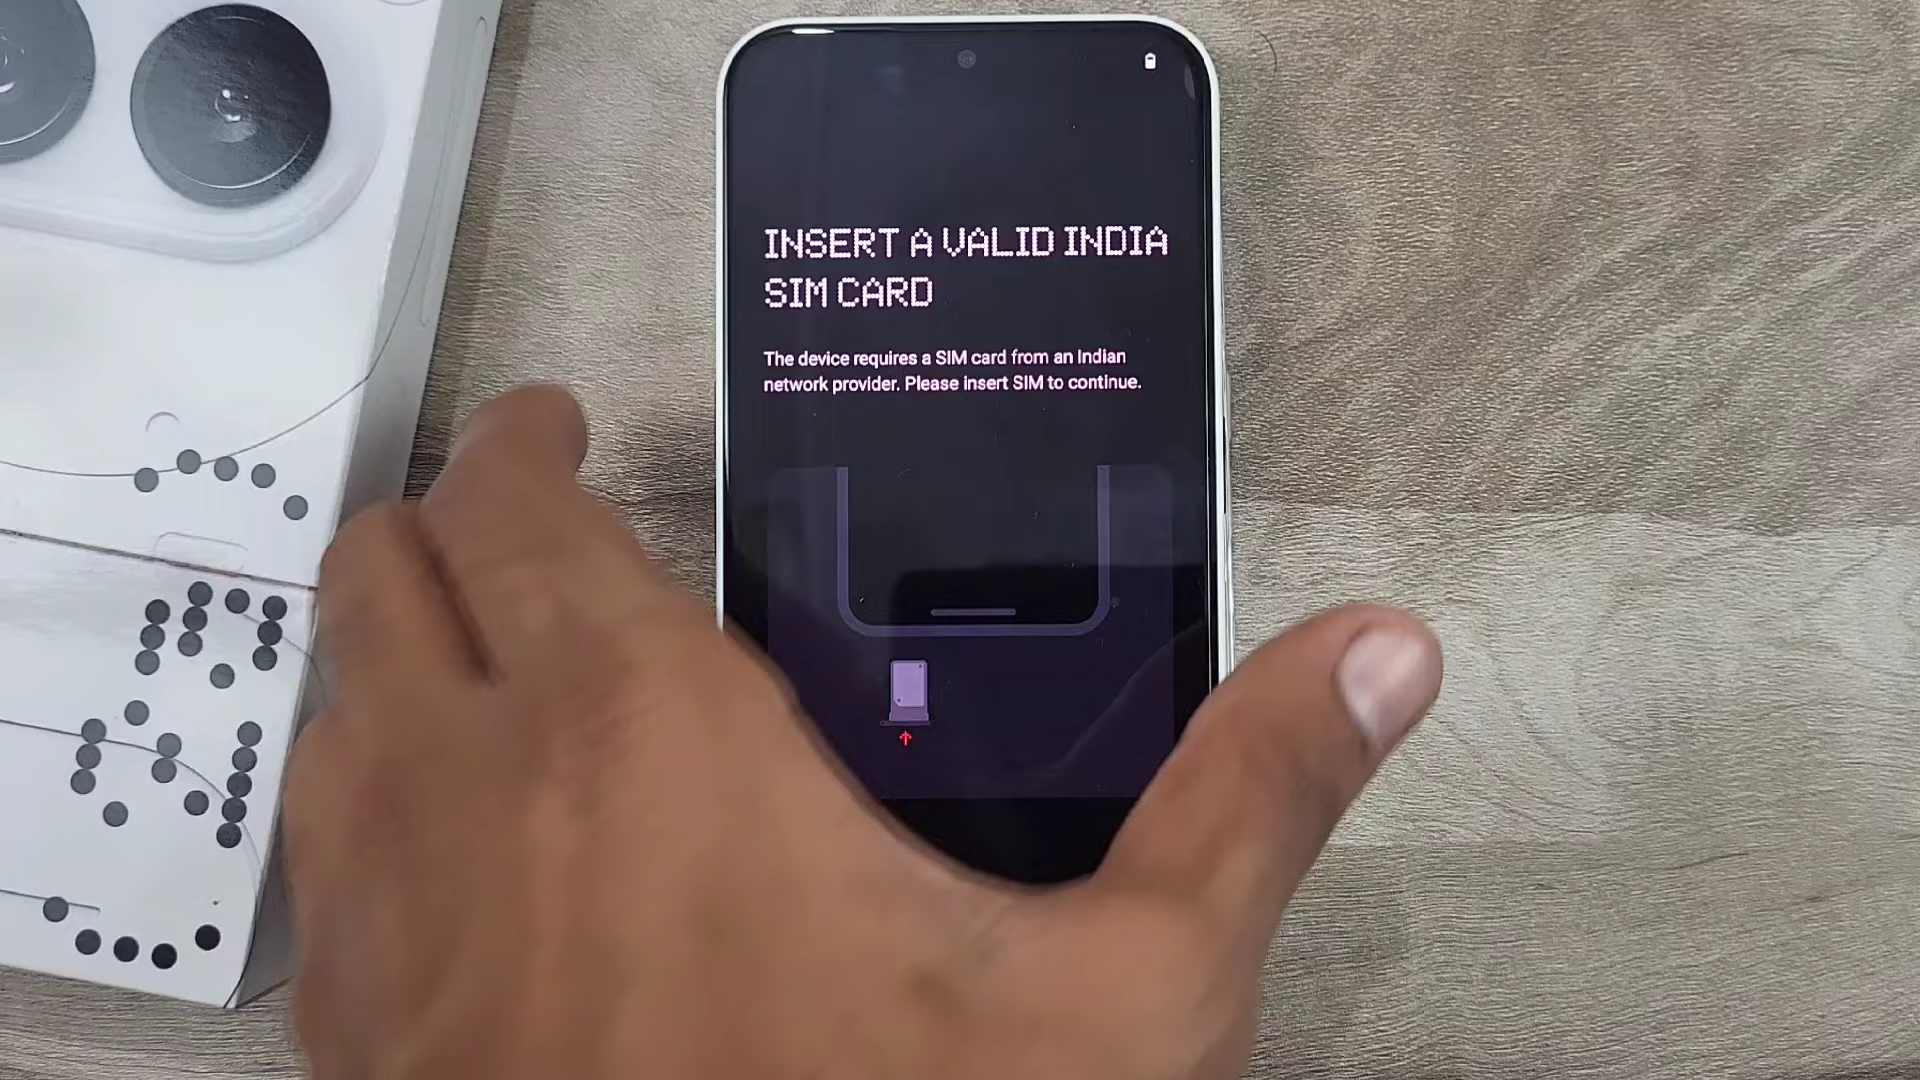 INSERT A VALID INDIA
SIM CARD
The device requires a SIM card from an Indian
network provider. Please insert SIM to continue.